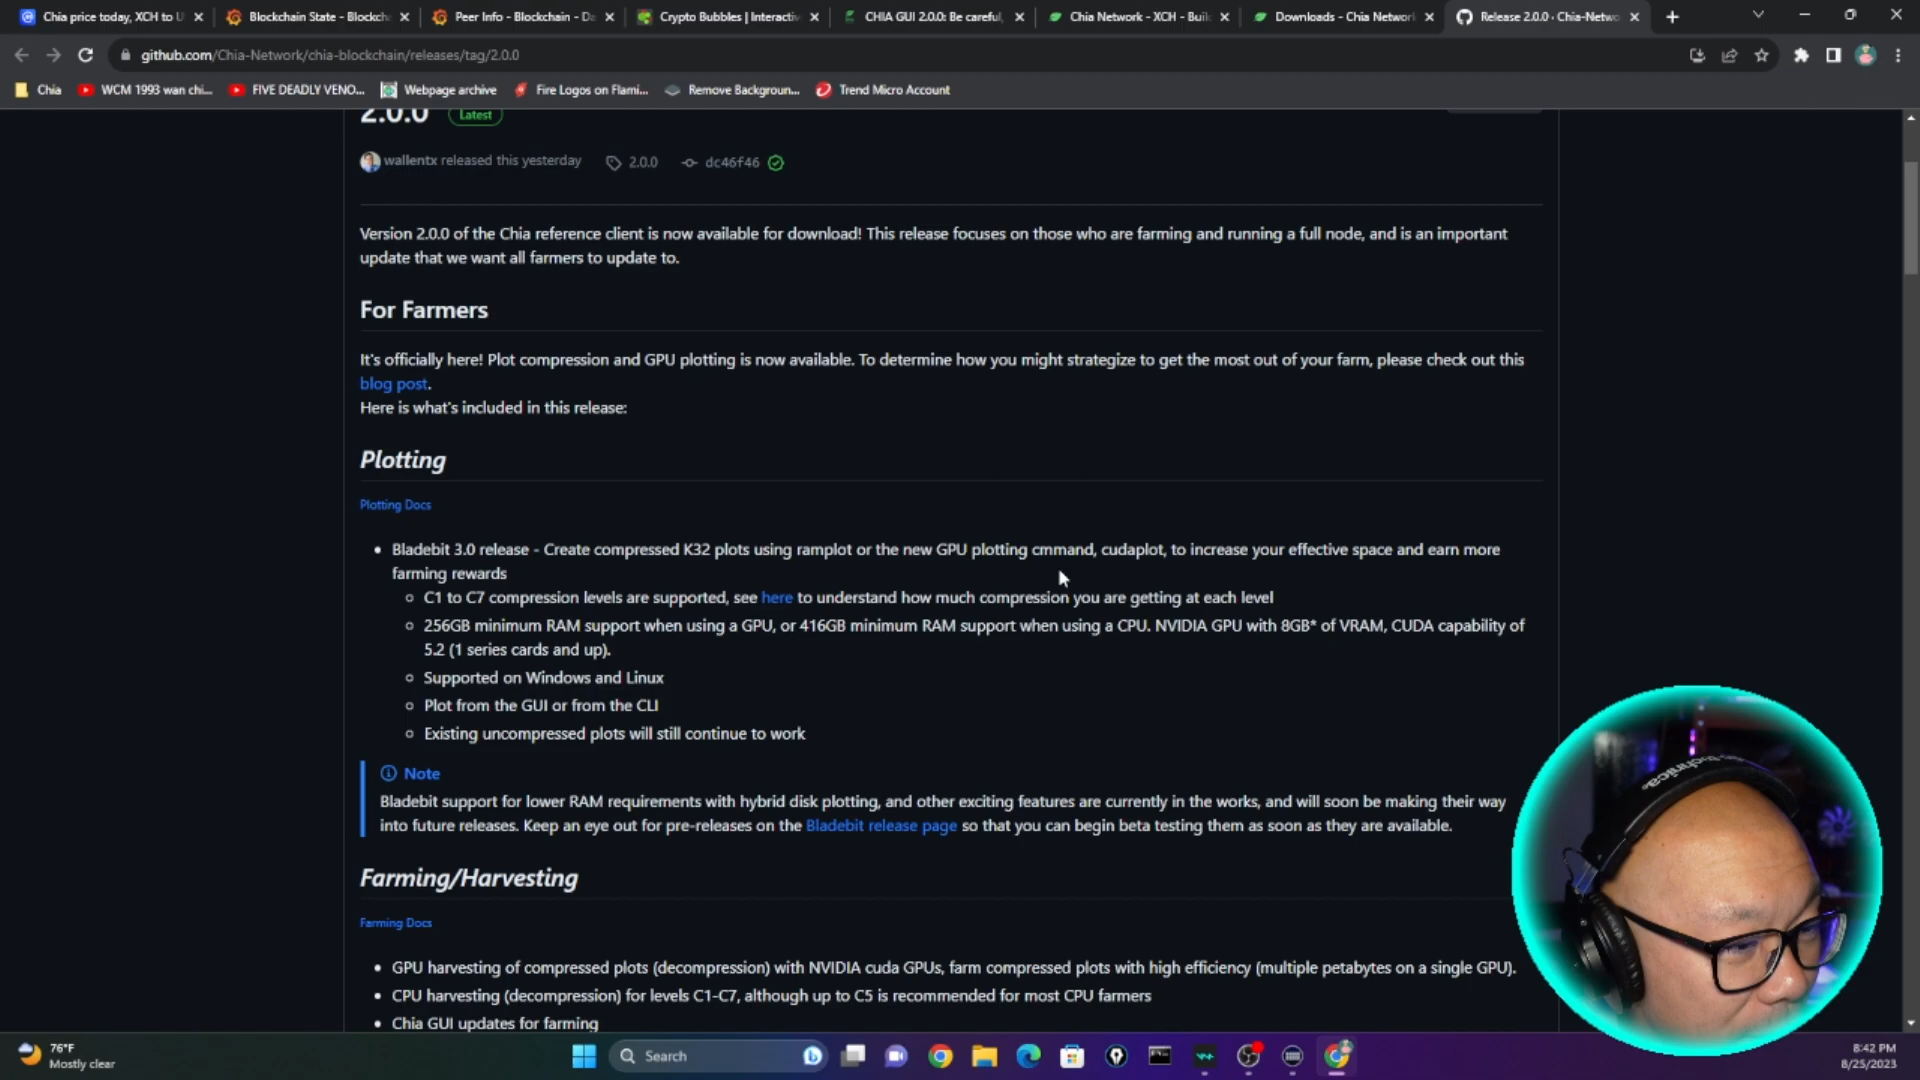 Chia price today, XCH to U
Blockchain State - Blockch
Peer Info - Blockchain - Da
Crypto Bubbles | Interactiv
CHIA GUI 2.0.0: Be careful,
Chia Network - XCH - Buil
Downloads - Chia Network
Release 2.0.0 · Chia-Netwo
github.com/Chia-Network/chia-blockchain/releases/tag/2.0.0
Chia
WCM 1993 wan chi...
FIVE DEADLY VENO...
Webpage archive
Fire Logos on Flami...
Remove Backgroun...
Trend Micro Account
2.0.0 Latest
wallentx released this yesterday 2.0.0 dc46f46
Version 2.0.0 of the Chia reference client is now available for download! This release focuses on those who are farming and running a full node, and is an important
update that we want all farmers to update to.
For Farmers
It's officially here! Plot compression and GPU plotting is now available. To determine how you might strategize to get the most out of your farm, please check out this
blog post.
Here is what's included in this release:
Plotting
Plotting Docs
Bladebit 3.0 release - Create compressed K32 plots using ramplot or the new GPU plotting cmmand, cudaplot, to increase your effective space and earn more
farming rewards
C1 to C7 compression levels are supported, see here to understand how much compression you are getting at each level
256GB minimum RAM support when using a GPU, or 416GB minimum RAM support when using a CPU. NVIDIA GPU with 8GB* of VRAM, CUDA capability of
5.2 (1 series cards and up).
Supported on Windows and Linux
Plot from the GUI or from the CLI
Existing uncompressed plots will still continue to work
Note
Bladebit support for lower RAM requirements with hybrid disk plotting, and other exciting features are currently in the works, and will soon be making their way
into future releases. Keep an eye out for pre-releases on the Bladebit release page so that you can begin beta testing them as soon as they are available.
Farming/Harvesting
Farming Docs
GPU harvesting of compressed plots (decompression) with NVIDIA cuda GPUs, farm compressed plots with high efficiency (multiple petabytes on a single GPU).
CPU harvesting (decompression) for levels C1-C7, although up to C5 is recommended for most CPU farmers
Chia GUI updates for farming
76°F
Mostly clear
Search
8:42 PM
8/25/2023